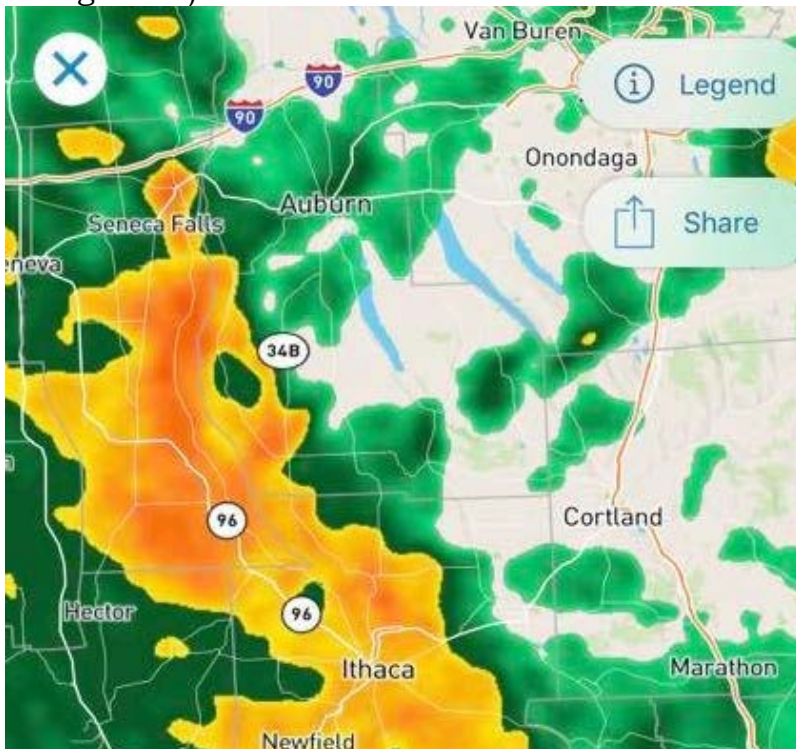 Van Buren
90
Legend
90
Onondaga
Auburn
Share
Seneca Falls
eneva
34B
96
Cortland
Hector
96
Ithaca
Marathon
Newfield